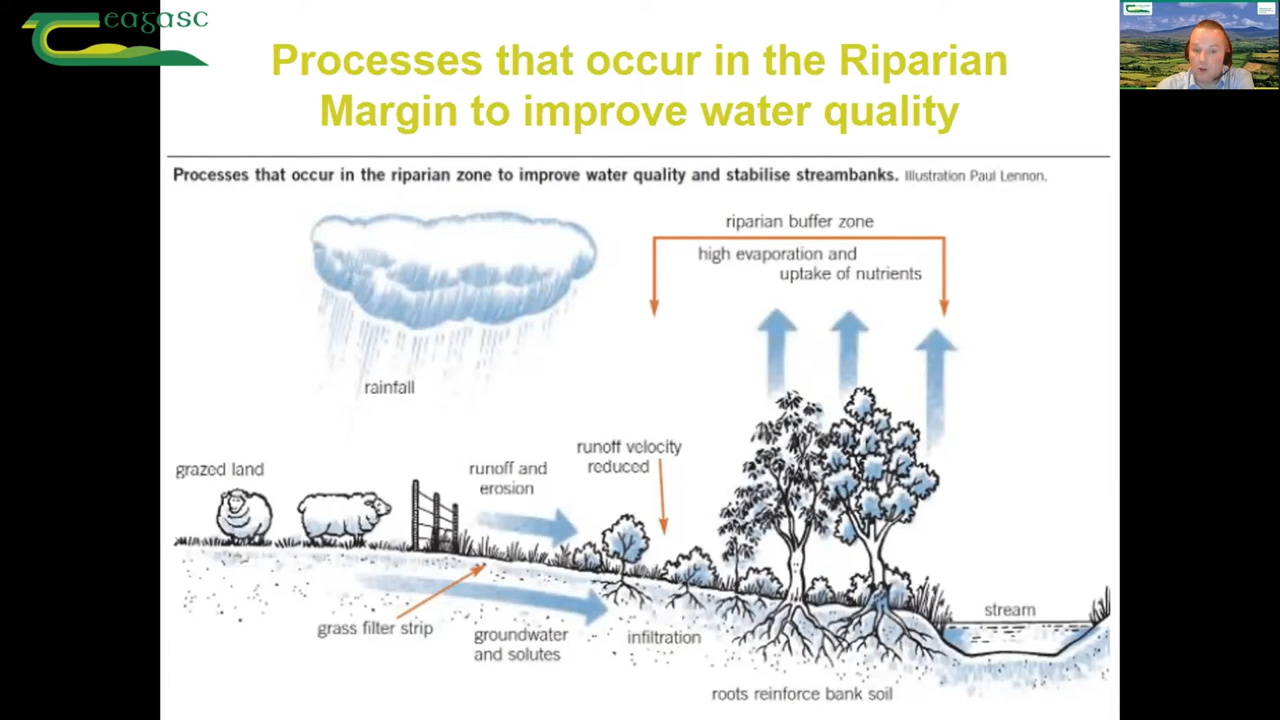 eagasc
Processes that occur in the Riparian
Margin to improve water quality
Processes that occur in the riparian zone to improve water quality and stabilise streambanks. Illustration Paul Lennon.
riparian buffer zone
high evaporation and
uptake of nutrients
rainfall
runoff velocity
reduced
grazed land
runoff and
erosion
stream
grass filter strip
groundwater
and solutes
infiltration
roots reinforce bank soil